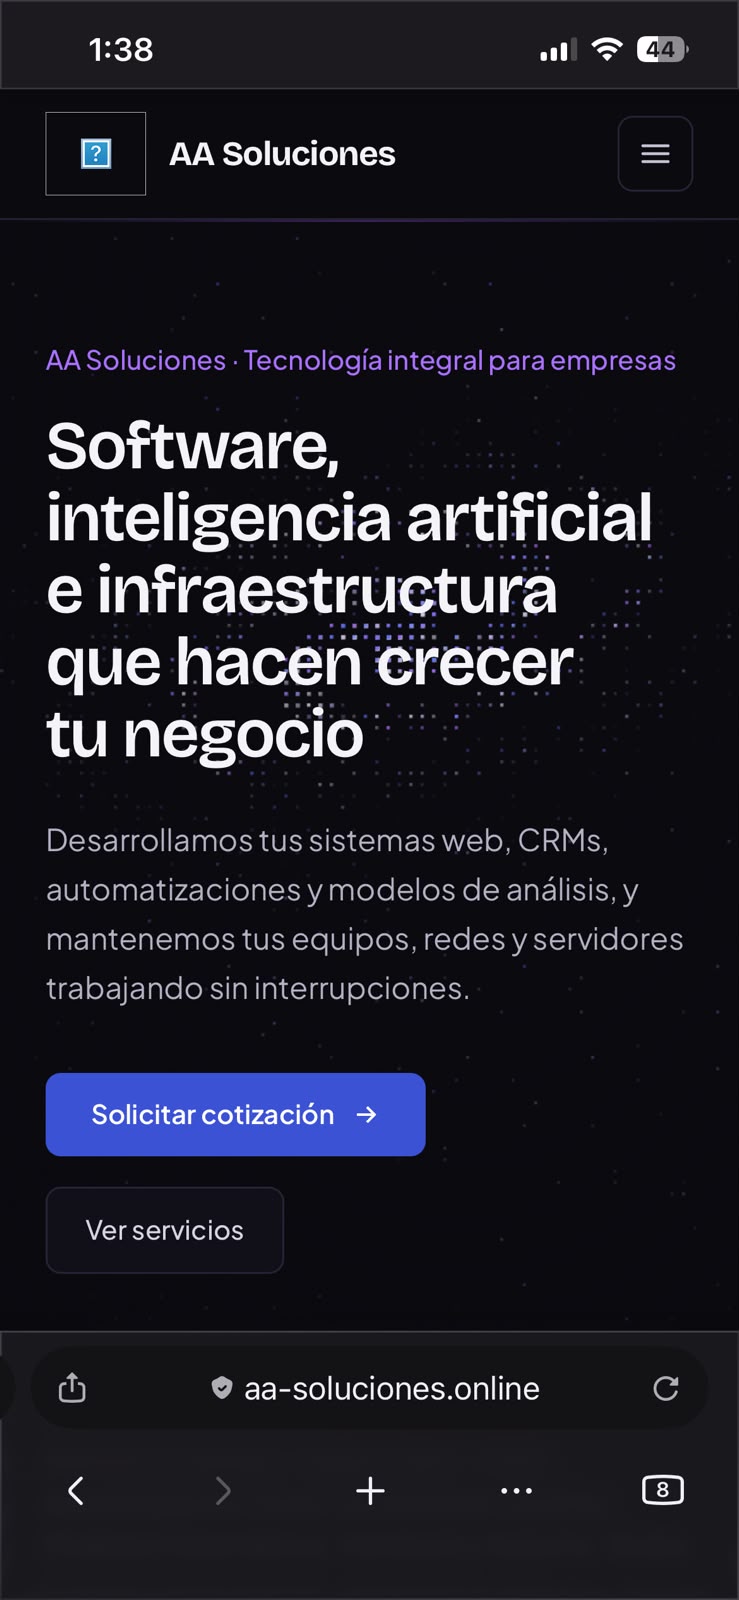 1:38
44
?
AA Soluciones
AA Soluciones · Tecnología integral para empresas
Software,
inteligencia artificial
e infraestructura
que hacen crecer
tu negocio
Desarrollamos tus sistemas web, CRMs,
automatizaciones y modelos de análisis, y
mantenemos tus equipos, redes y servidores
trabajando sin interrupciones.
Solicitar cotización →
Ver servicios
aa-soluciones.online
8